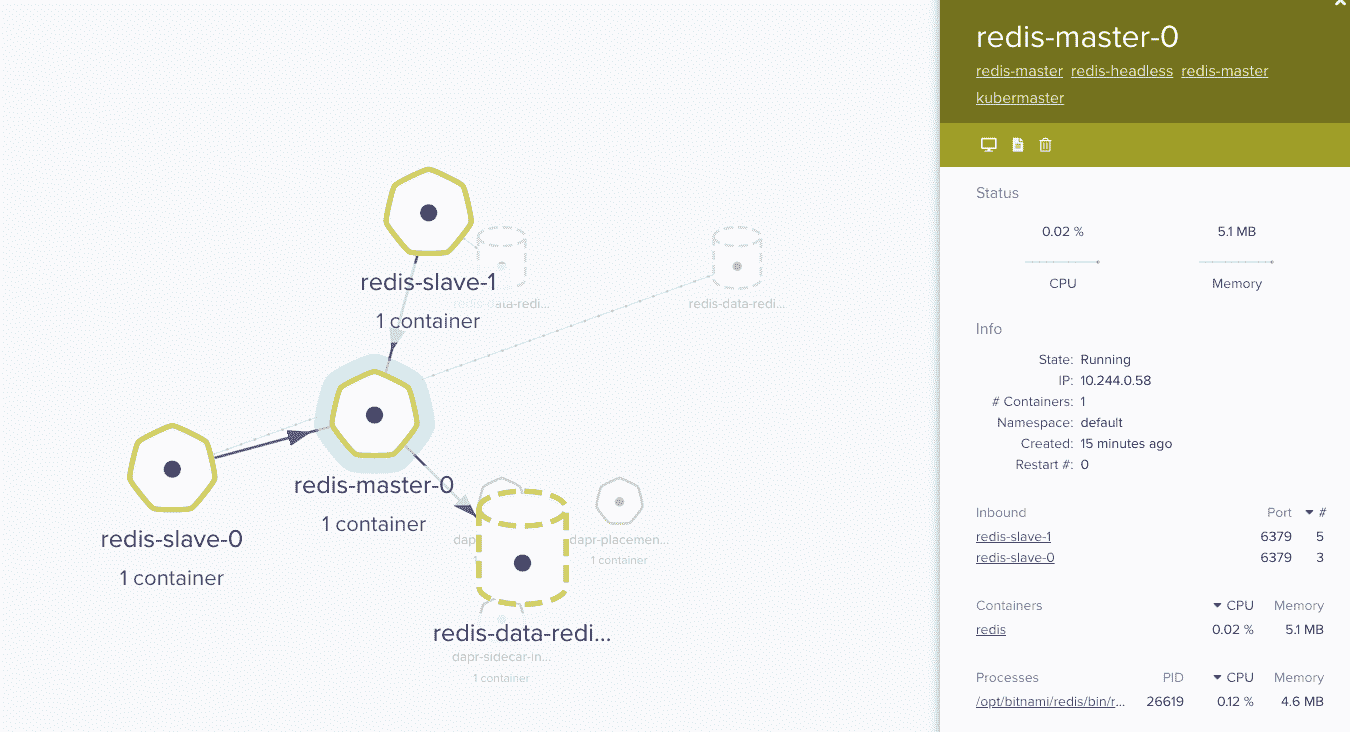 redis-slave-1
1 container
redis-data-redi...
redis-master-0
1 container
redis-slave-0
1 container
dapr-placemen...
1 container
redis-data-redi...
dapr-sidecar-in...
1 container
redis-master-0
redis-master redis-headless redis-master
kubermaster
Status
0.02 % 5.1 MB
CPU Memory
Info
State: Running
IP: 10.244.0.58
# Containers: 1
Namespace: default
Created: 15 minutes ago
Restart #: 0
Inbound Port #
redis-slave-1 6379 5
redis-slave-0 6379 3
Containers CPU Memory
redis 0.02 % 5.1 MB
Processes PID CPU Memory
/opt/bitnami/redis/bin/r... 26619 0.12 % 4.6 MB